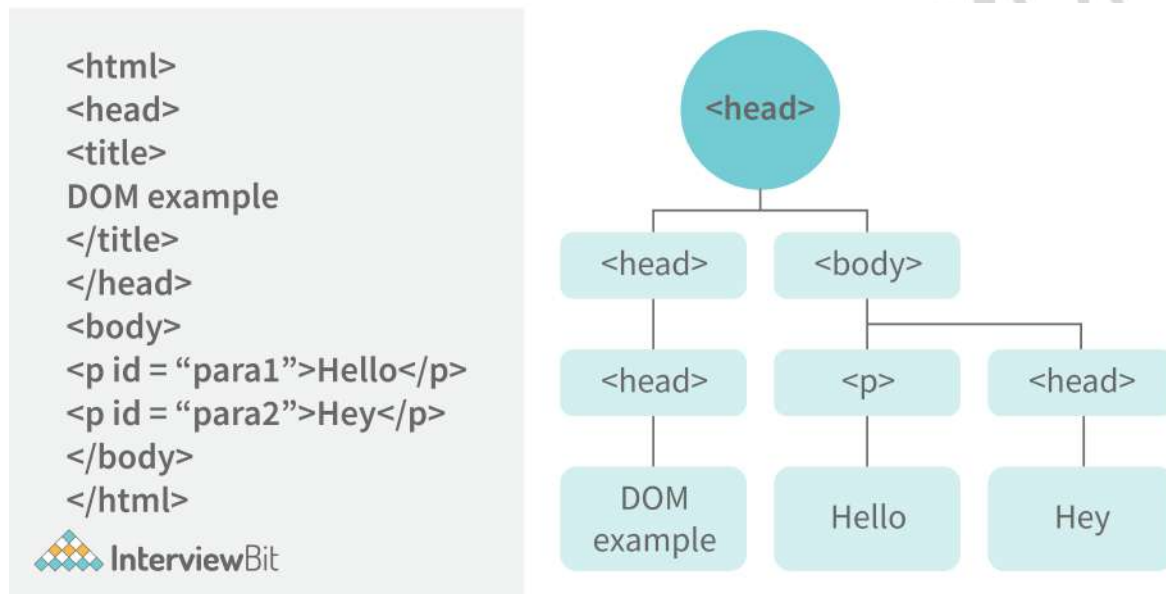 <html>
<head>
<title>
DOM example
</title>
</head>
<body>
<p id = “para1”>Hello</p>
<p id = “para2”>Hey</p>
</body>
</html>
InterviewBit
<head>
<head>
<body>
<head>
<p>
<head>
DOM
example
Hello
Hey